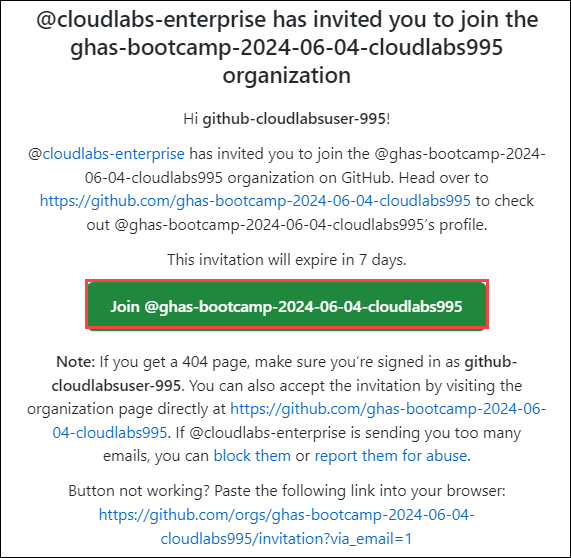 @cloudlabs-enterprise has invited you to join the
ghas-bootcamp-2024-06-04-cloudlabs995
organization
Hi github-cloudlabsuser-995!
@cloudlabs-enterprise has invited you to join the @ghas-bootcamp-2024-
06-04-cloudlabs995 organization on GitHub. Head over to
https://github.com/ghas-bootcamp-2024-06-04-cloudlabs995 to check
out @ghas-bootcamp-2024-06-04-cloudlabs995's profile.
This invitation will expire in 7 days.
Join @ghas-bootcamp-2024-06-04-cloudlabs995
Note: If you get a 404 page, make sure you’re signed in as github-
cloudlabsuser-995. You can also accept the invitation by visiting the
organization page directly at https://github.com/ghas-bootcamp-2024-06-
04-cloudlabs995. If @cloudlabs-enterprise is sending you too many
emails, you can block them or report them for abuse.
Button not working? Paste the following link into your browser:
https://github.com/orgs/ghas-bootcamp-2024-06-04-
cloudlabs995/invitation?via_email=1